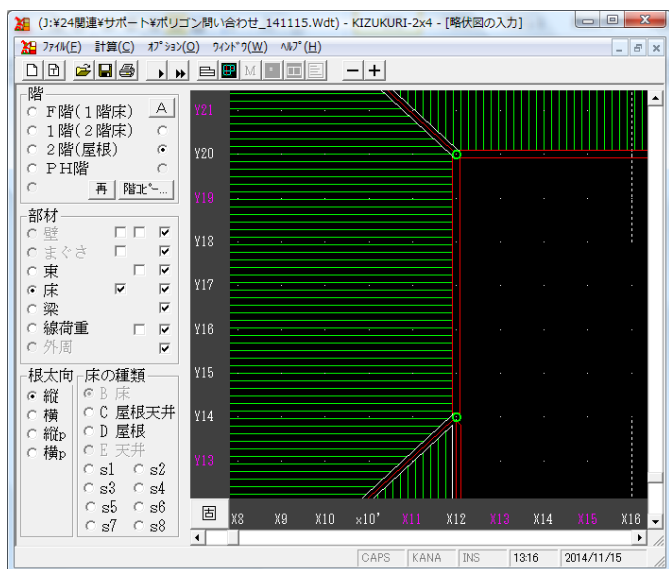 (J:¥24関連¥サポート¥ポリゴン問い合わせ_141115.Wdt) - KIZUKURI-2x4 - [略伏図の入力]
ファイル(F) 計算(C) オプション(O) ウィンドウ(W) ヘルプ(H)
階
F階(1階床) A
1階(2階床)
2階(屋根)
PH階
再 階コピー...
部材
壁
まぐさ
束
床
梁
線荷重
外周
根太向
縦
横
縦p
横p
床の種類
B 床
C 屋根天井
D 屋根
E 天井
s1 s2
s3 s4
s5 s6
s7 s8
M
Y21
Y20
Y19
Y18
Y17
Y16
Y15
Y14
Y13
固 X8 X9 X10 x10' X11 X12 X13 X14 X15 X16
CAPS KANA INS 13:16 2014/11/15